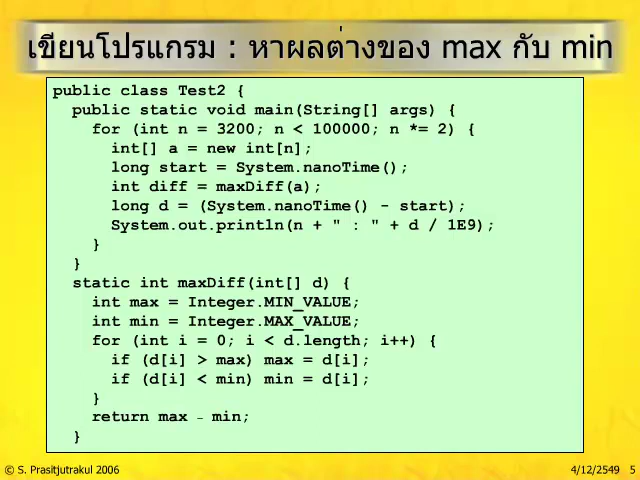 เขียนโปรแกรม : หาผลต่างของ max กับ min
public class Test2 {
  public static void main(String[] args) {
    for (int n = 3200; n < 100000; n *= 2) {
      int[] a = new int[n];
      long start = System.nanoTime();
      int diff = maxDiff(a);
      long d = (System.nanoTime() - start);
      System.out.println(n + " : " + d / 1E9);
    }
  }
  static int maxDiff(int[] d) {
    int max = Integer.MIN_VALUE;
    int min = Integer.MAX_VALUE;
    for (int i = 0; i < d.length; i++) {
      if (d[i] > max) max = d[i];
      if (d[i] < min) min = d[i];
    }
    return max – min;
  }
© S. Prasitjutrakul 2006
4/12/2549 5